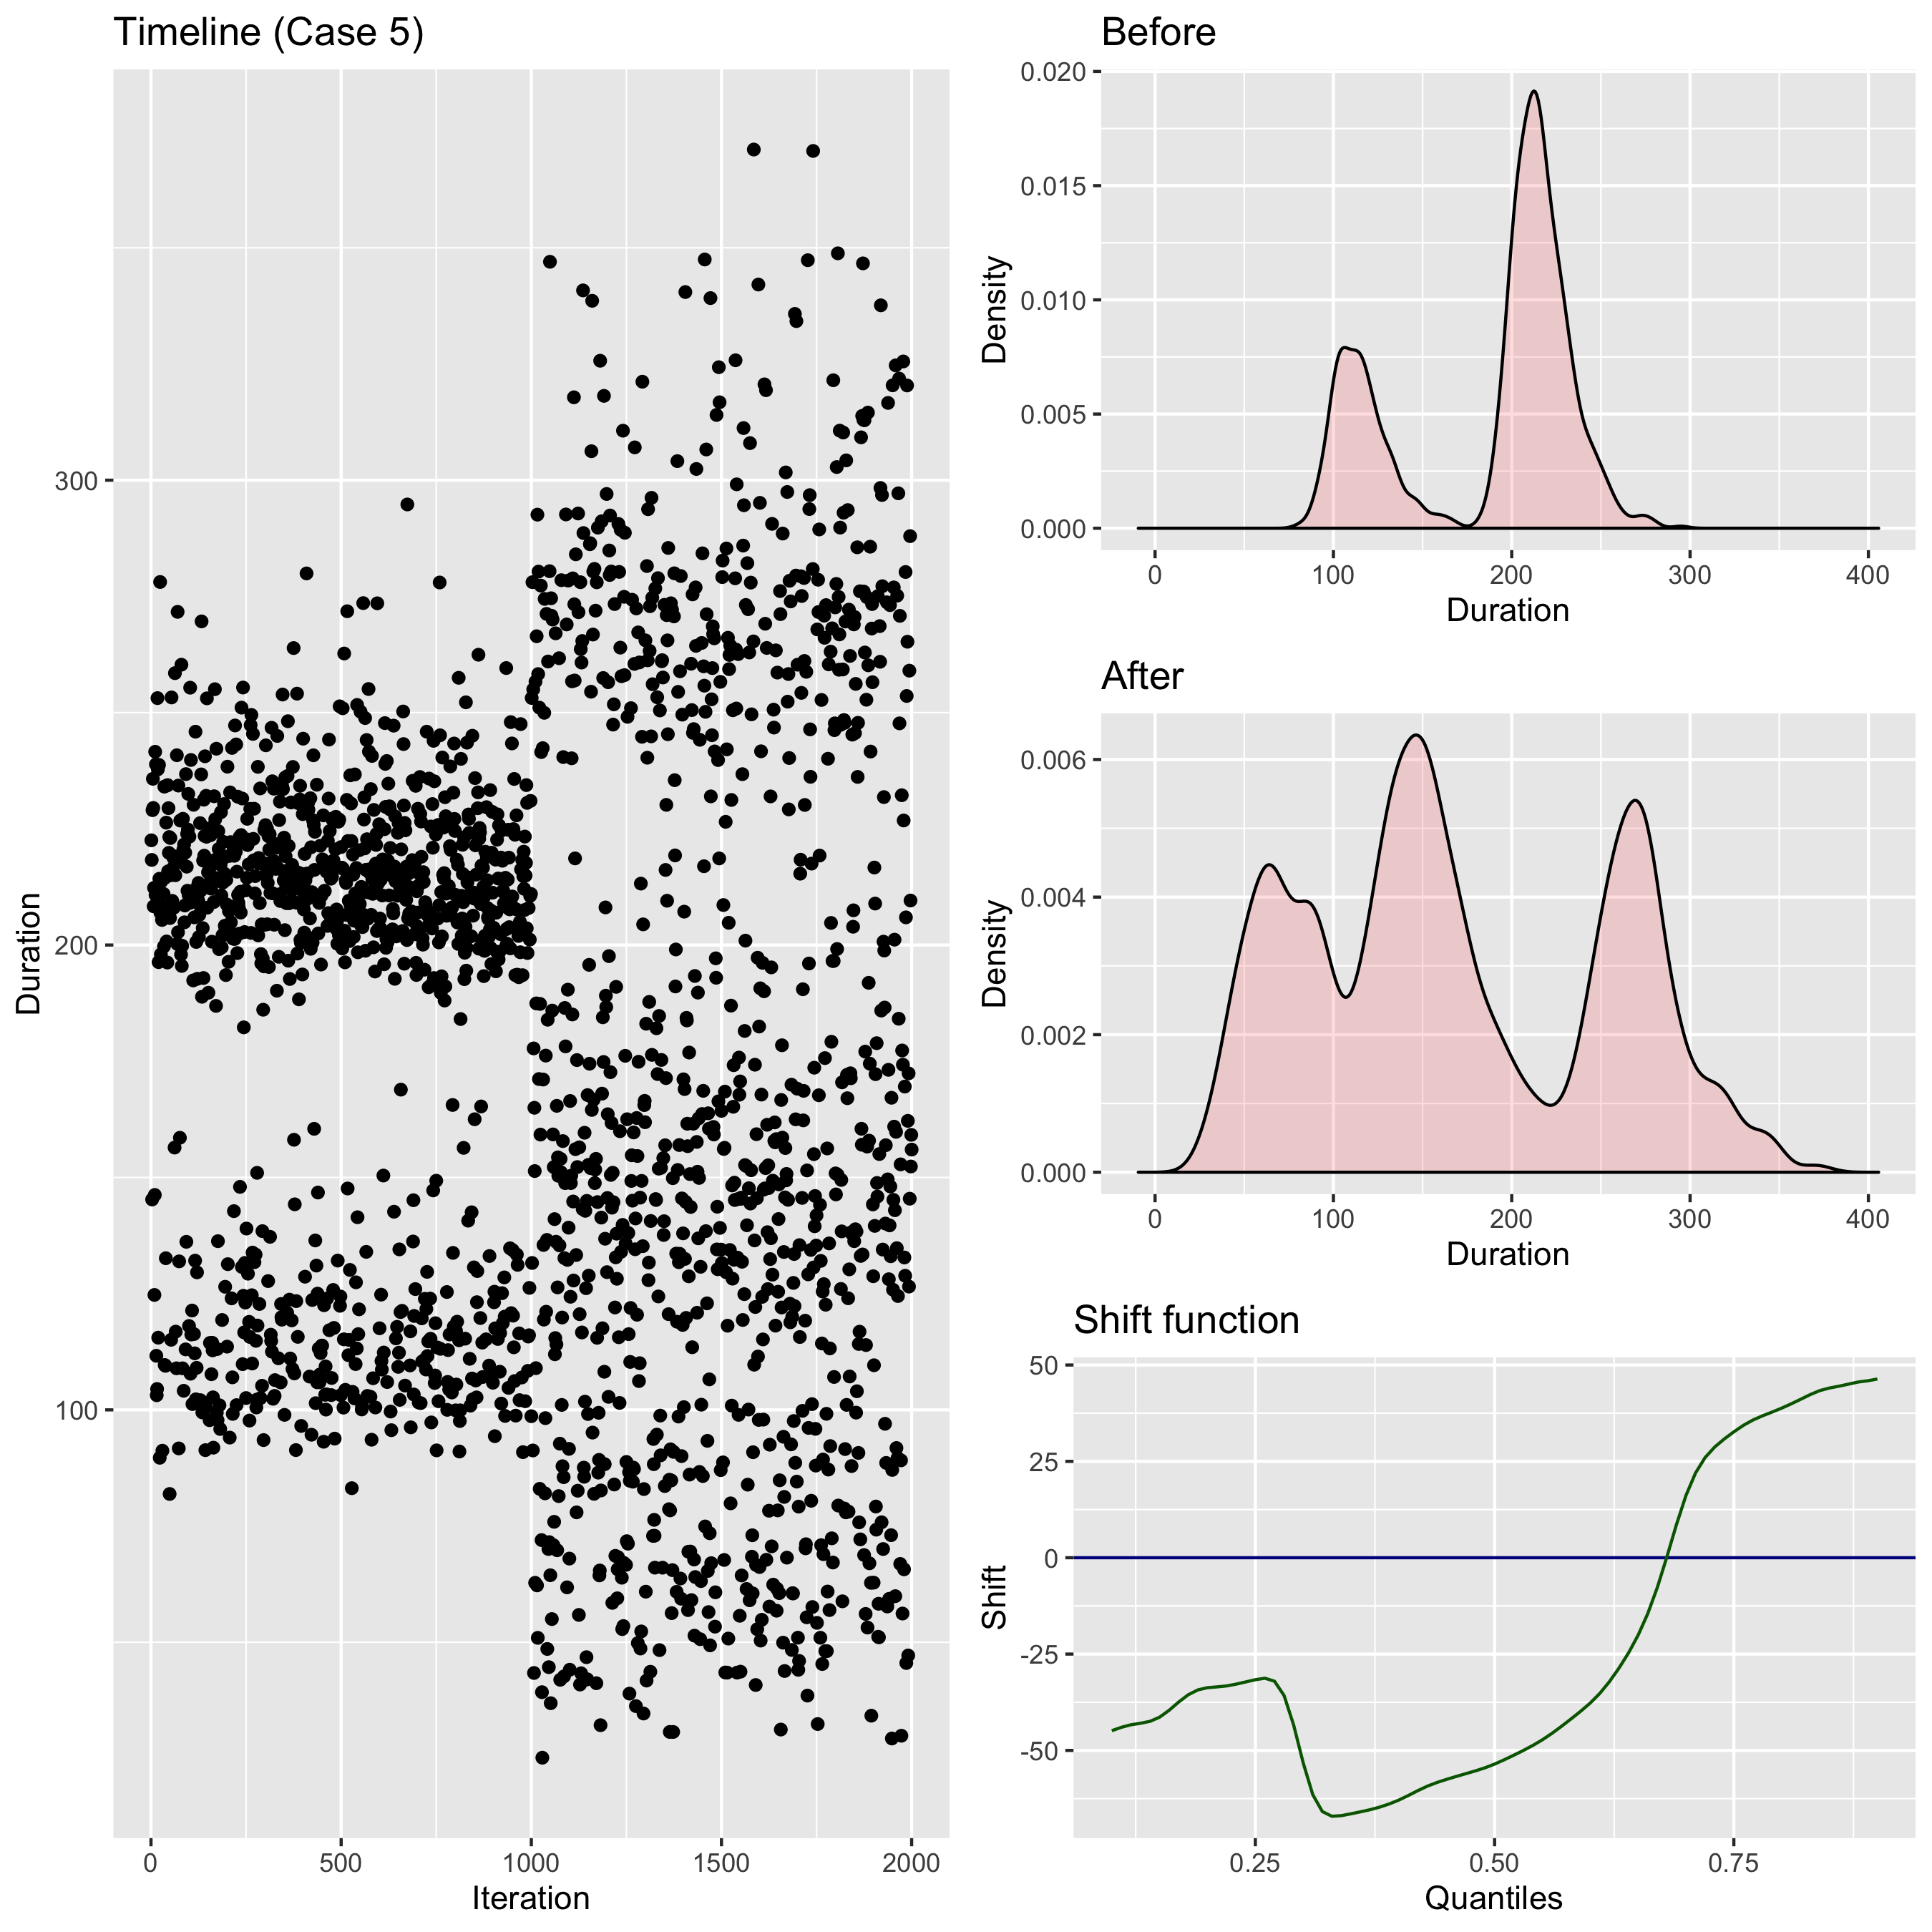 Timeline (Case 5)
300
200
100
Duration
0 500 1000 1500 2000
Iteration
Before
0.020
0.015
0.010
0.005
0.000
Density
0 100 200 300 400
Duration
After
0.006
0.004
0.002
0.000
Density
0 100 200 300 400
Duration
Shift function
50
25
0
-25
-50
Shift
0.25 0.50 0.75
Quantiles